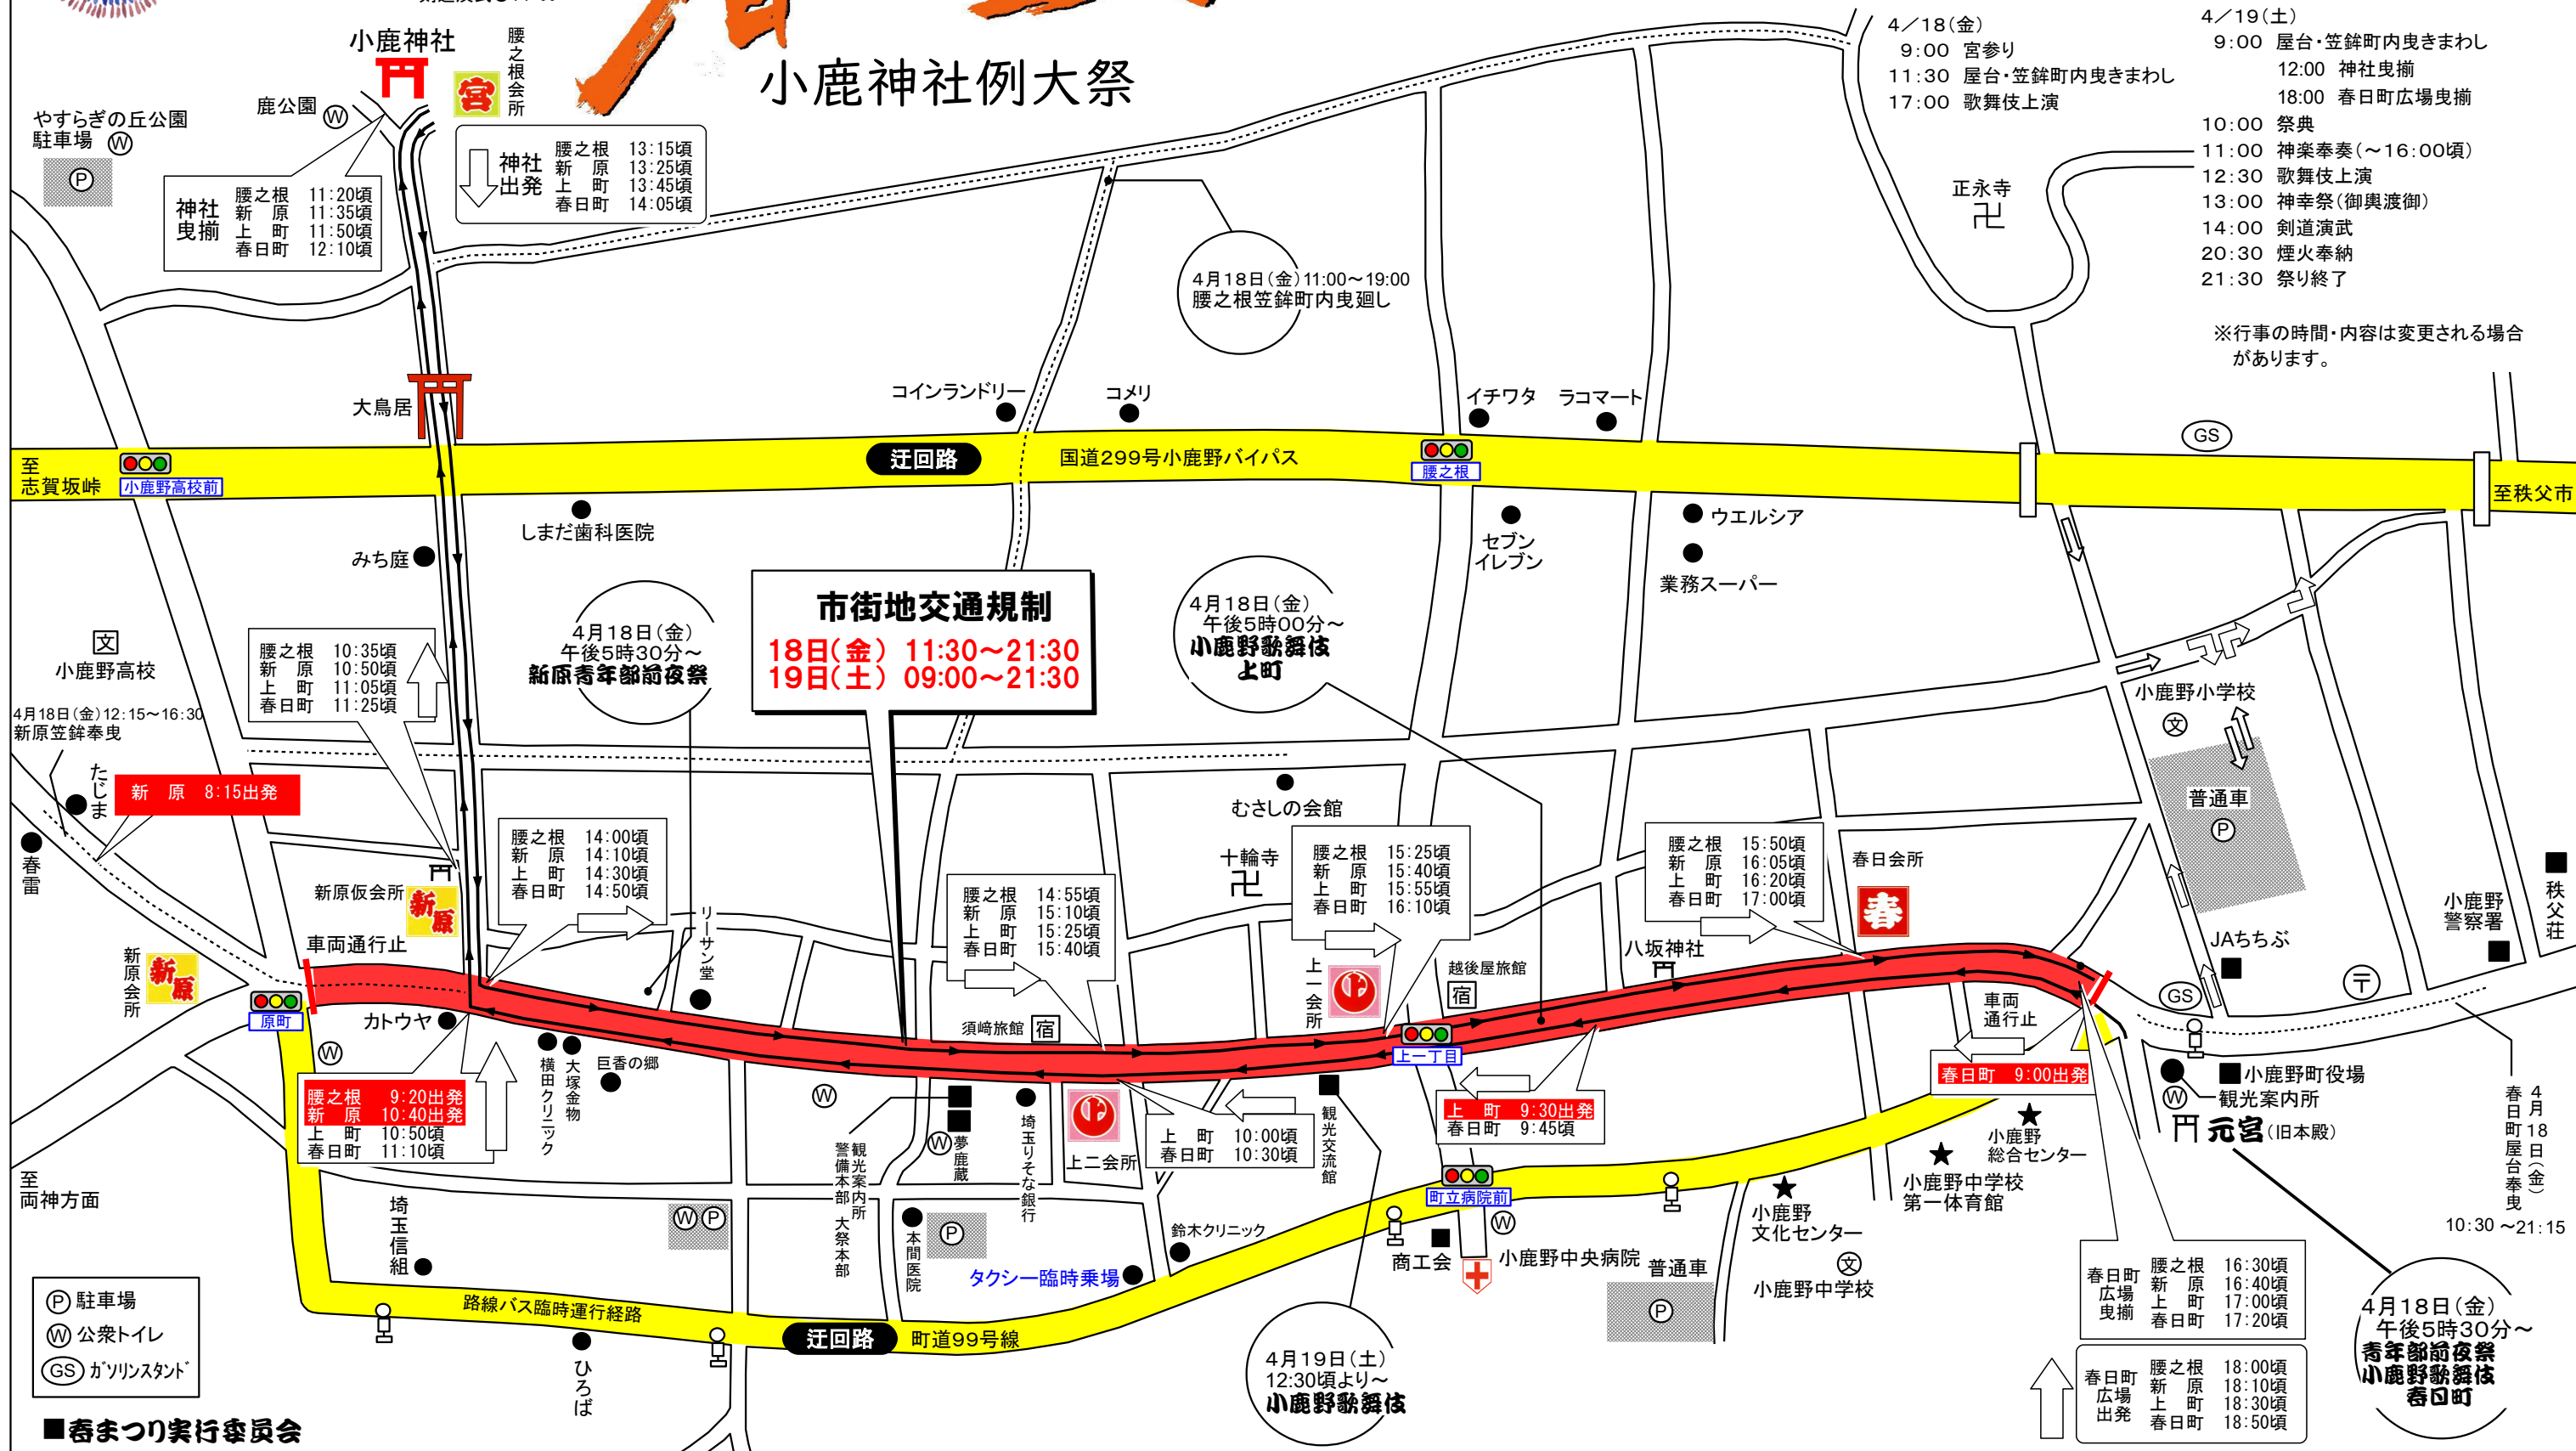 小鹿神社例大祭
4／18(金)
9:00 宮参り
11:30 屋台・笠鉾町内曳きまわし
17:00 歌舞伎上演
4／19(土)
9:00 屋台・笠鉾町内曳きまわし
12:00 神社曳揃
18:00 春日町広場曳揃
10:00 祭典
11:00 神楽奉奏(～16:00頃)
12:30 歌舞伎上演
13:00 神幸祭(御輿渡御)
14:00 剣道演武
20:30 煙火奉納
21:30 祭り終了
※行事の時間・内容は変更される場合
があります。
小鹿神社
宮
腰之根会所
鹿公園 W
やすらぎの丘公園
駐車場 W
P
神社
曳揃
腰之根 11:20頃
新 原 11:35頃
上 町 11:50頃
春日町 12:10頃
神社
出発
腰之根 13:15頃
新 原 13:25頃
上 町 13:45頃
春日町 14:05頃
正永寺
卍
4月18日(金)11:00～19:00
腰之根笠鉾町内曳廻し
大鳥居
コインランドリー
コメリ
イチワタ
ラコマート
GS
至
志賀坂峠
小鹿野高校前
迂回路
国道299号小鹿野バイパス
腰之根
至秩父市
しまだ歯科医院
みち庭
セブン
イレブン
ウエルシア
業務スーパー
市街地交通規制
18日(金) 11:30～21:30
19日(土) 09:00～21:30
4月18日(金)
午後5時30分～
新原青年部前夜祭
4月18日(金)
午後5時00分～
小鹿野歌舞伎
上町
文
小鹿野高校
4月18日(金)12:15～16:30
新原笠鉾奉曳
腰之根 10:35頃
新 原 10:50頃
上 町 11:05頃
春日町 11:25頃
たじま
新 原 8:15出発
春雷
小鹿野小学校
文
普通車
P
むさしの会館
十輪寺
卍
腰之根 14:00頃
新 原 14:10頃
上 町 14:30頃
春日町 14:50頃
腰之根 14:55頃
新 原 15:10頃
上 町 15:25頃
春日町 15:40頃
腰之根 15:25頃
新 原 15:40頃
上 町 15:55頃
春日町 16:10頃
腰之根 15:50頃
新 原 16:05頃
上 町 16:20頃
春日町 17:00頃
春日会所
春
新原仮会所
新原
車両通行止
新原会所
新原
原町
リーサン堂
カトウヤ
須﨑旅館
宿
上一会所
越後屋旅館
宿
八坂神社
上一丁目
車両
通行止
JAちちぶ
GS
〒
小鹿野
警察署
秩父荘
W
腰之根 9:20出発
新 原 10:40出発
上 町 10:50頃
春日町 11:10頃
横田クリニック
大塚金物
巨香の郷
W
観光案内所
警備本部 大祭本部
W
夢鹿蔵
埼玉りそな銀行
上二会所
上 町 10:00頃
春日町 10:30頃
観光交流館
上 町 9:30出発
春日町 9:45頃
春日町 9:00出発
小鹿野町役場
W
観光案内所
元宮(旧本殿)
小鹿野
総合センター
小鹿野中学校
第一体育館
小鹿野
文化センター
文
小鹿野中学校
4月18日(金)
春日町屋台奉曳
10:30～21:15
至
両神方面
埼玉信組
W P
本間医院
P
鈴木クリニック
タクシー臨時乗場
町立病院前
W
商工会
小鹿野中央病院
普通車
P
路線バス臨時運行経路
迂回路
町道99号線
ひろば
4月19日(土)
12:30頃より～
小鹿野歌舞伎
春日町
広場
曳揃
腰之根 16:30頃
新 原 16:40頃
上 町 17:00頃
春日町 17:20頃
春日町
広場
出発
腰之根 18:00頃
新 原 18:10頃
上 町 18:30頃
春日町 18:50頃
4月18日(金)
午後5時30分～
青年部前夜祭
小鹿野歌舞伎
春日町
P 駐車場
W 公衆トイレ
GS ガソリンスタンド
■春まつり実行委員会